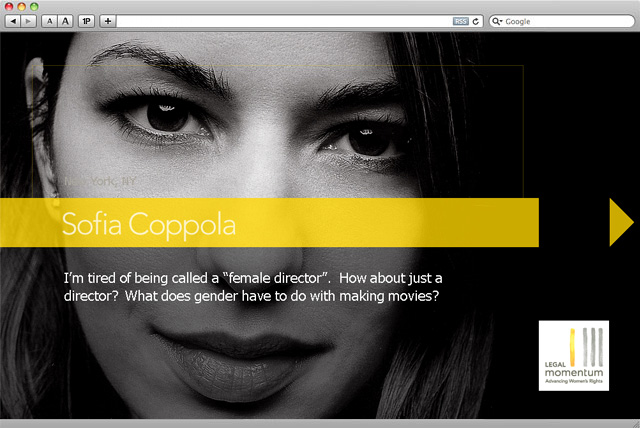 A A 1P + RSS Google
New York, NY
Sofia Coppola
I'm tired of being called a “female director”.  How about just a
director?  What does gender have to do with making movies?
LEGAL
momentum
Advancing Women's Rights